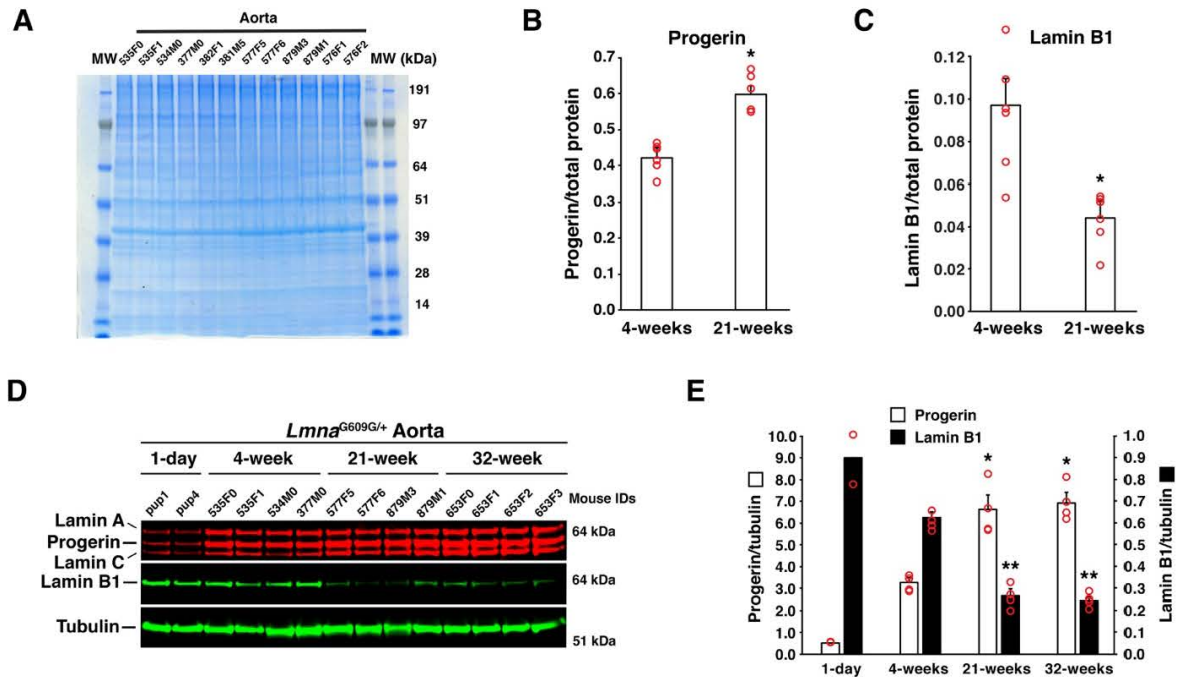 A
Aorta
MW 535F0 535F1 534M0 377M0 382F1 381M5 577F5 577F6 879M3 879M1 576F1 576F2 MW (kDa)
191
97
64
51
39
28
14
B
Progerin
Progerin/total protein
0.7
0.6
0.5
0.4
0.3
0.2
0.1
0.0
*
4-weeks 21-weeks
C
Lamin B1
Lamin B1/total protein
0.12
0.10
0.08
0.06
0.04
0.02
0.00
*
4-weeks 21-weeks
D
Lmna^G609G/+ Aorta
1-day 4-week 21-week 32-week
pup1 pup4 535F0 535F1 534M0 377M0 577F5 577F6 879M3 879M1 653F0 653F1 653F2 653F3 Mouse IDs
Lamin A
64 kDa
Progerin
Lamin C
Lamin B1
64 kDa
Tubulin
51 kDa
E
Progerin
Lamin B1
Progerin/tubulin
10.0
9.0
8.0
7.0
6.0
5.0
4.0
3.0
2.0
1.0
0.0
* ** * **
1.0
0.9
0.8
0.7
0.6
0.5
0.4
0.3
0.2
0.1
0.0
Lamin B1/tubulin
1-day 4-weeks 21-weeks 32-weeks